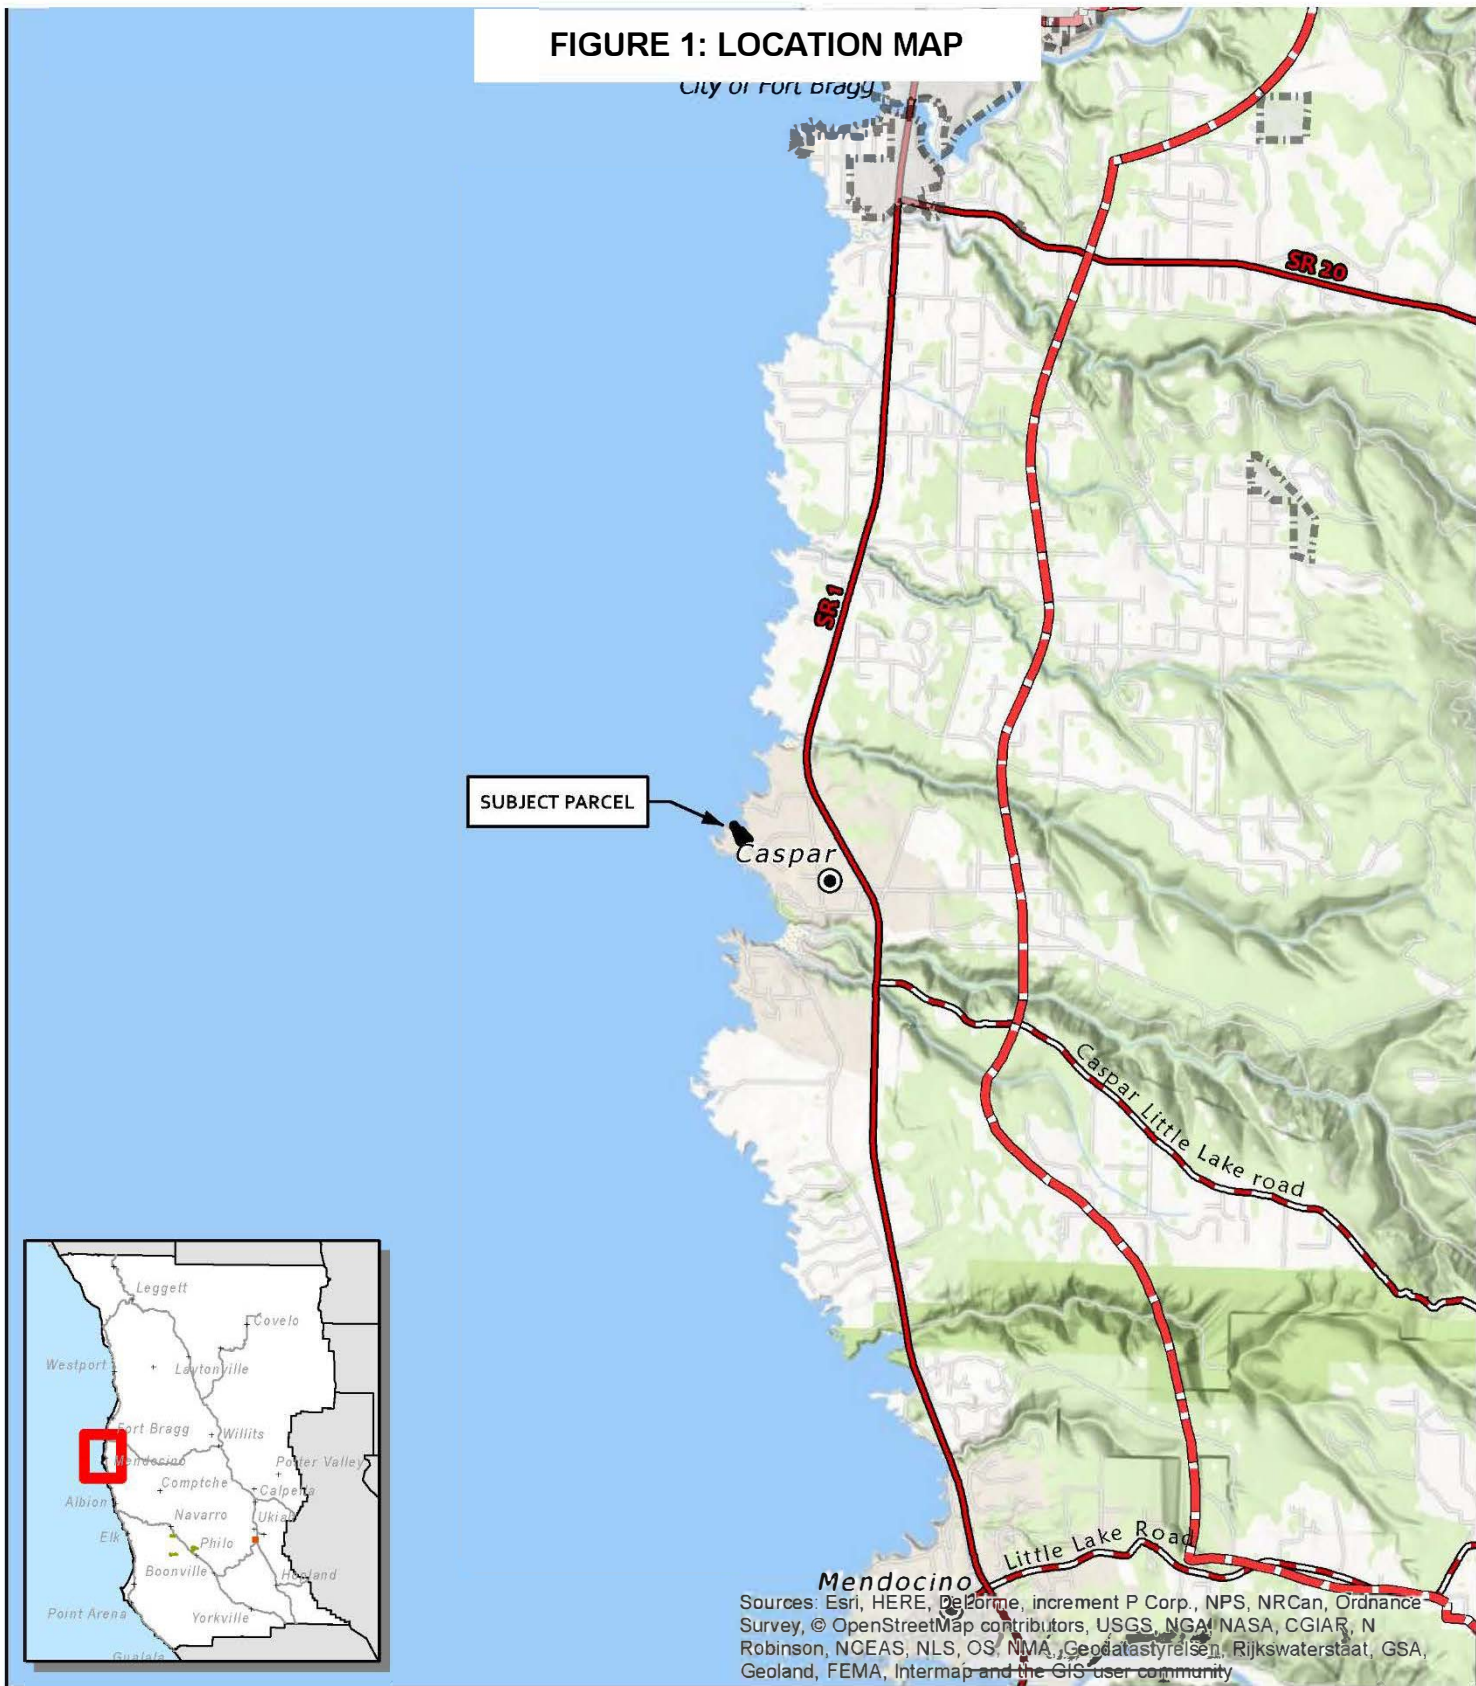 FIGURE 1: LOCATION MAP
City of Fort Bragg
SR 20
SR 1
SUBJECT PARCEL
Caspar
Caspar Little Lake road
Little Lake Road
Mendocino
Leggett
Covelo
Westport
Laytonville
Fort Bragg
Willits
Mendocino
Potter Valley
Comptche
Calpella
Albion
Navarro
Ukiah
Elk
Philo
Boonville
Hopland
Point Arena
Yorkville
Gualala
Sources: Esri, HERE, DeLorme, increment P Corp., NPS, NRCan, Ordnance
Survey, © OpenStreetMap contributors, USGS, NGA, NASA, CGIAR, N
Robinson, NCEAS, NLS, OS, NMA, Geodatastyrelsen, Rijkswaterstaat, GSA,
Geoland, FEMA, Intermap and the GIS user community